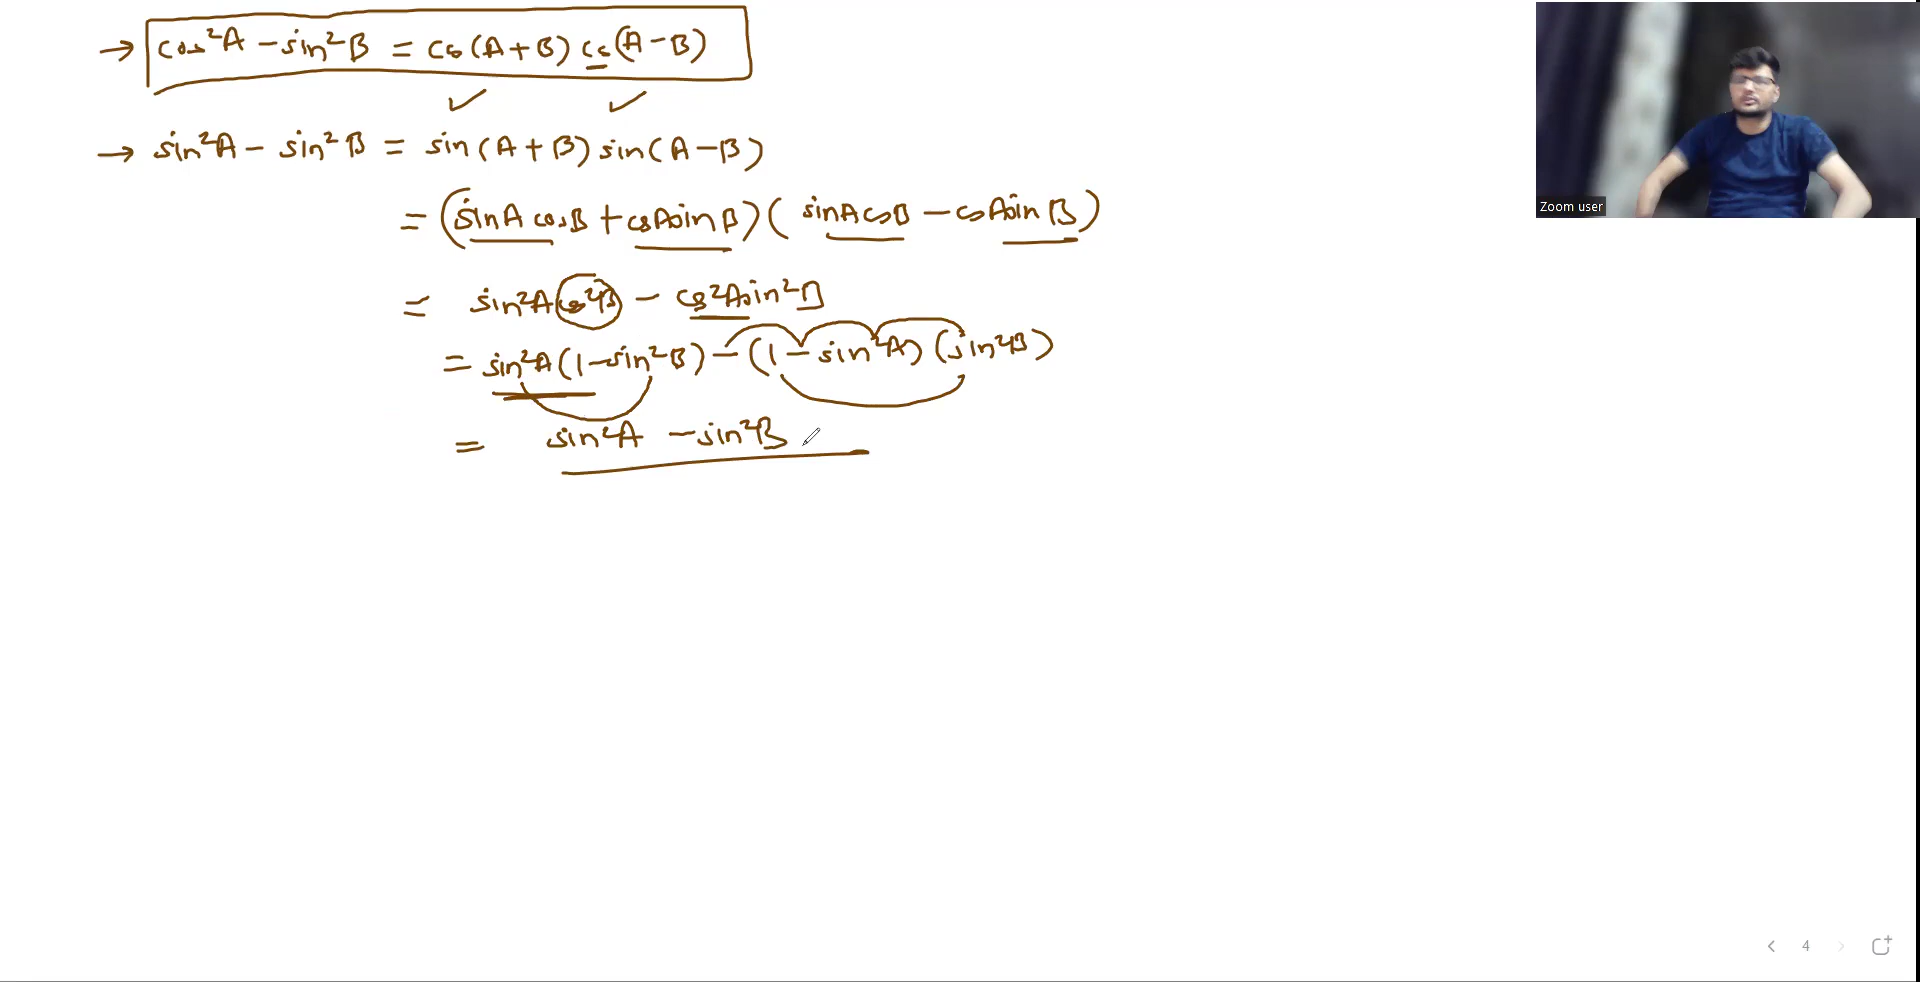 → cos²A - sin²B = cos(A+B) cos(A-B)
→ sin²A - sin²B = sin(A+B) sin(A-B)
= (sinA cosB + cosA sinB)(sinA cosB - cosA sinB)
= sin²A cos²B - cos²A sin²B
= sin²A(1-sin²B) - (1-sin²A)(sin²B)
= sin²A - sin²B
Zoom user
4